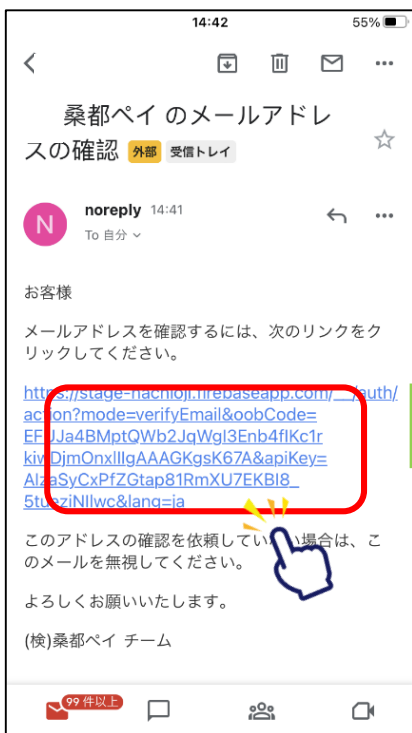 14:42 55%
桑都ペイ のメールアドレ
スの確認 外部 受信トレイ
N noreply 14:41
To 自分
お客様
メールアドレスを確認するには、次のリンクをク
リックしてください。
https://stage-hachioji.firebaseapp.com/__/auth/
action?mode=verifyEmail&oobCode=
kiwDjmOnxlIIgAAAGKgsK67A&apiKey=
AIzaSyCxPfZGtap81RmXU7EKBI8_
5tueziNIlwc&lang=ja
このアドレスの確認を依頼していない場合は、こ
のメールを無視してください。
よろしくお願いいたします。
(検)桑都ペイ チーム
99 件以上